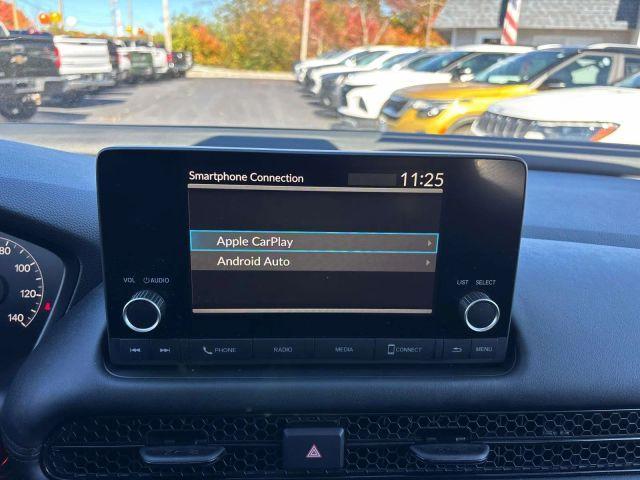 Smartphone Connection 11:25
Apple CarPlay
Android Auto
VOL AUDIO
LIST SELECT
PHONE RADIO MEDIA CONNECT MENU
80
100
120
140